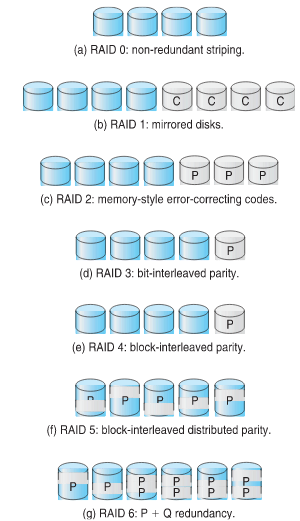 (a) RAID 0: non-redundant striping.
C C C C
(b) RAID 1: mirrored disks.
P P P
(c) RAID 2: memory-style error-correcting codes.
P
(d) RAID 3: bit-interleaved parity.
P
(e) RAID 4: block-interleaved parity.
P P P P P
(f) RAID 5: block-interleaved distributed parity.
P P P P P P
P P P P
(g) RAID 6: P + Q redundancy.